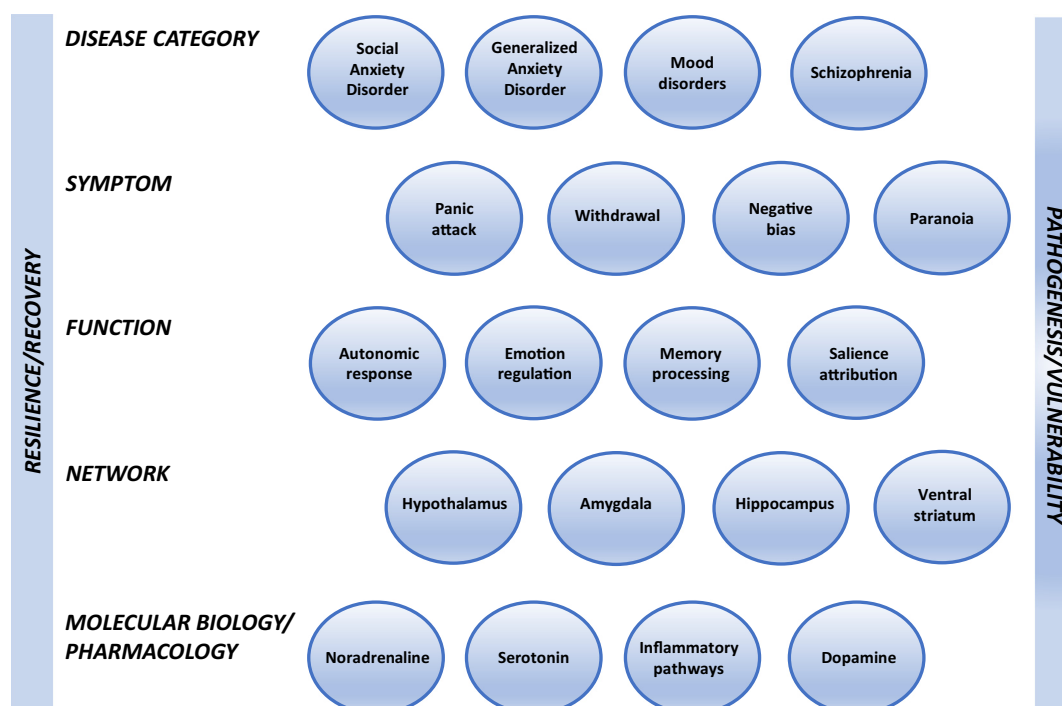 RESILIENCE/RECOVERY
DISEASE CATEGORY
Social
Anxiety
Disorder
Generalized
Anxiety
Disorder
Mood
disorders
Schizophrenia
SYMPTOM
Panic
attack
Withdrawal
Negative
bias
Paranoia
FUNCTION
Autonomic
response
Emotion
regulation
Memory
processing
Salience
attribution
NETWORK
Hypothalamus
Amygdala
Hippocampus
Ventral
striatum
MOLECULAR BIOLOGY/
PHARMACOLOGY
Noradrenaline
Serotonin
Inflammatory
pathways
Dopamine
PATHOGENESIS/VULNERABILITY